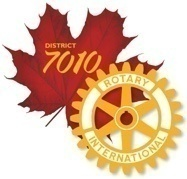 DISTRICT
7010
ROTARY
INTERNATIONAL